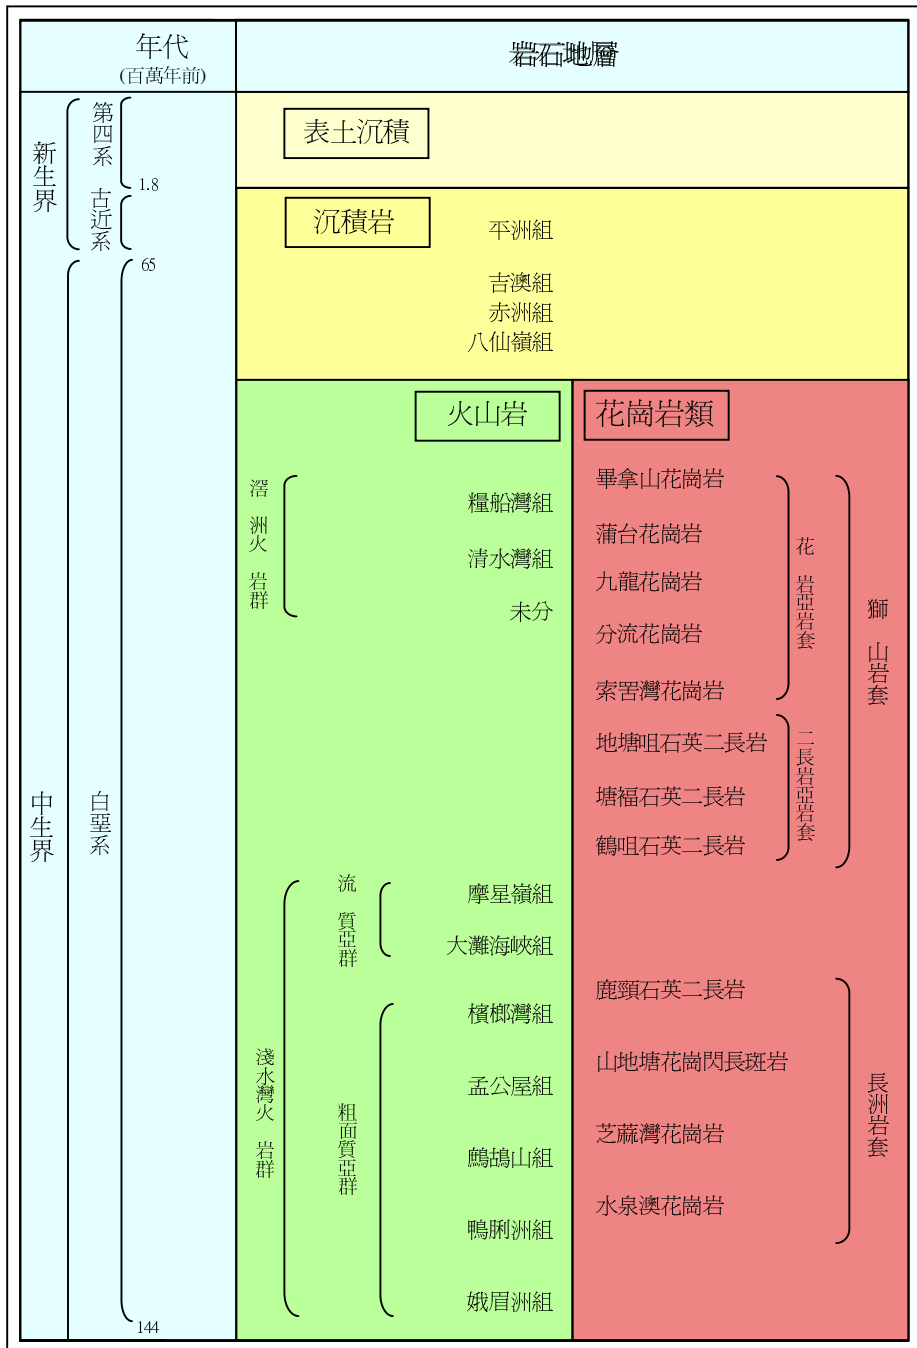 年代
(百萬年前)
岩石地層
新生界
第四系
1.8
古近系
65
中生界
白堊系
144
表土沉積
沉積岩
平洲組
吉澳組
赤洲組
八仙嶺組
火山岩
滘 洲火 岩群
糧船灣組
清水灣組
未分
淺水灣火 岩群
流 質亞群
摩星嶺組
大灘海峽組
粗面質亞群
檳榔灣組
孟公屋組
鷓鴣山組
鴨脷洲組
娥眉洲組
花崗岩類
畢拿山花崗岩
蒲台花崗岩
九龍花崗岩
分流花崗岩
索罟灣花崗岩
花 岩亞岩套
地塘咀石英二長岩
塘福石英二長岩
鶴咀石英二長岩
二長岩亞岩套
獅 山岩套
鹿頸石英二長岩
山地塘花崗閃長斑岩
芝蔴灣花崗岩
水泉澳花崗岩
長洲岩套